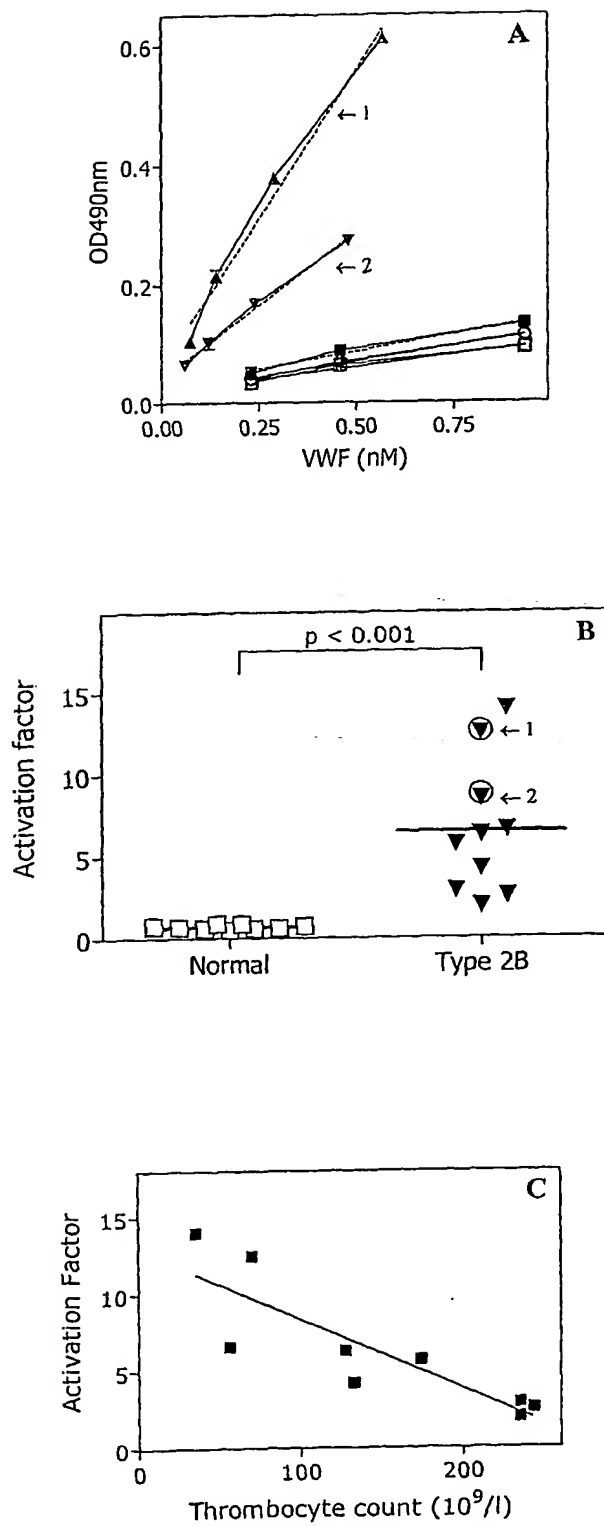 A
0.6
← 1
0.4
OD490nm
← 2
0.2
0.0
0.00
0.25
0.50
0.75
VWF (nM)
B
p < 0.001
15
← 1
10
← 2
Activation factor
5
0
Normal
Type 2B
C
15
10
Activation Factor
5
0
0
100
200
Thrombocyte count (10⁹/l)